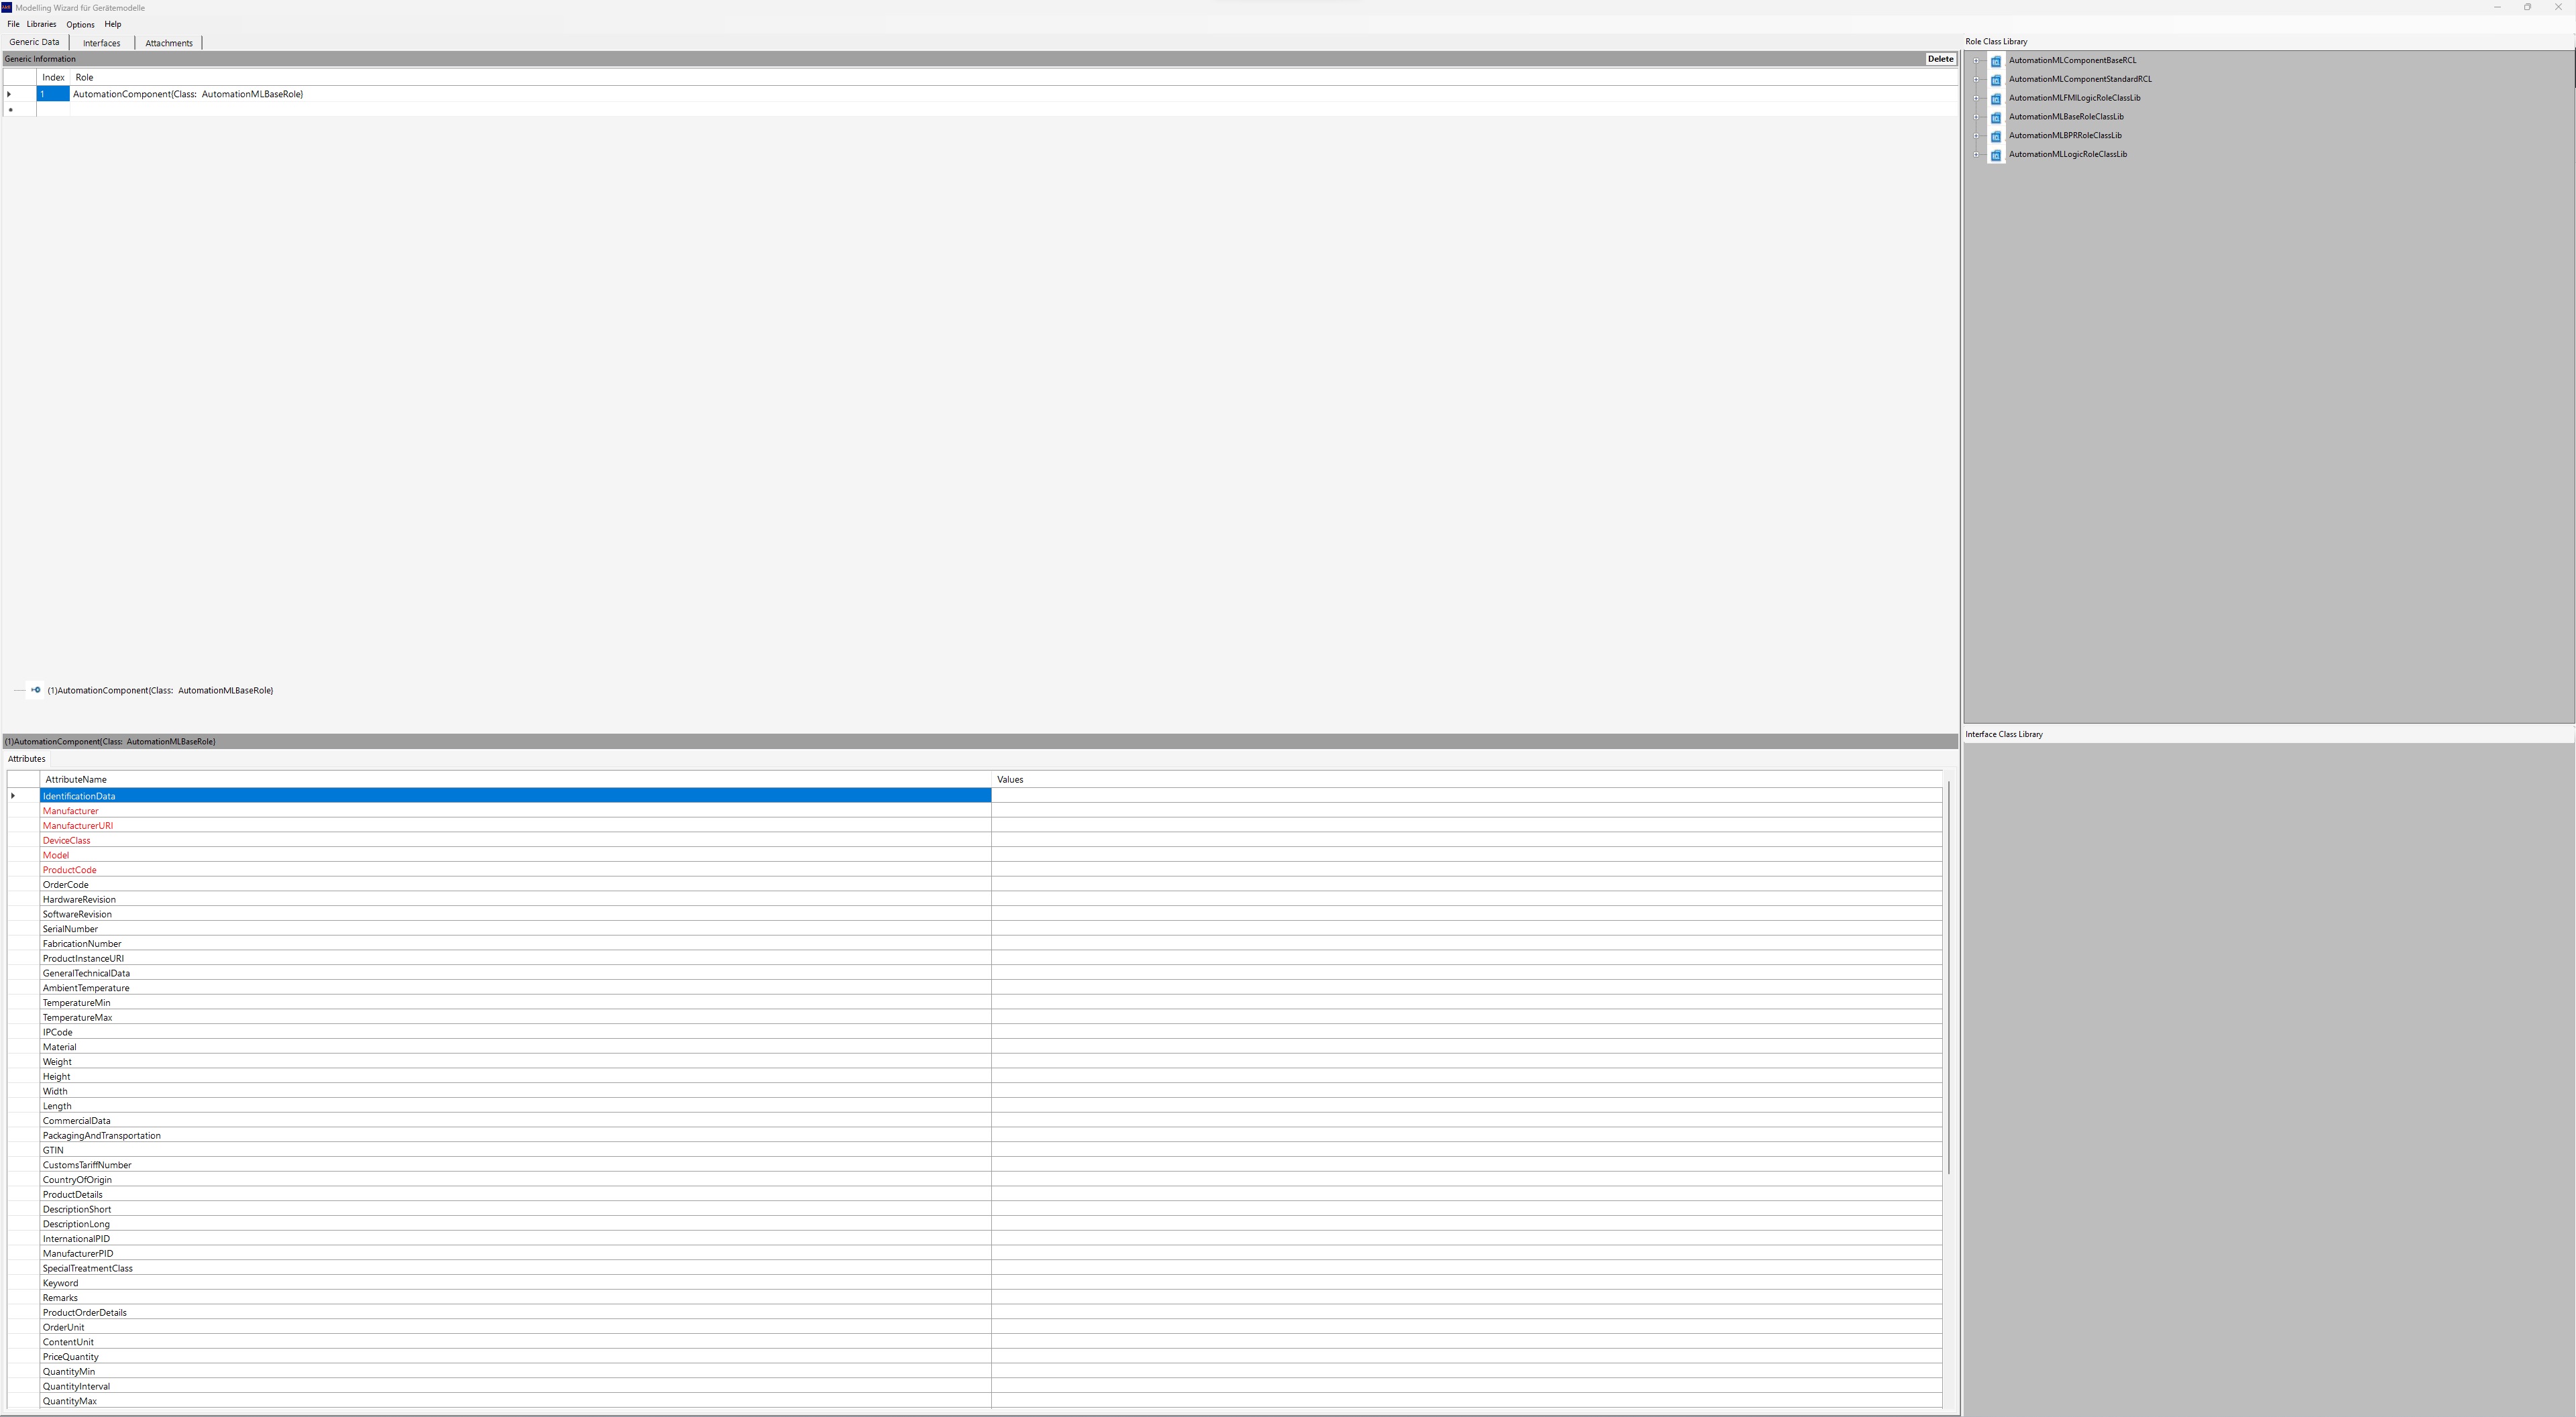 Modelling Wizard für Gerätemodelle
File Libraries Options Help
Generic Data Interfaces Attachments
Generic Information Delete
Index Role
1 AutomationComponent{Class: AutomationMLBaseRole}
(1)AutomationComponent{Class: AutomationMLBaseRole}
(1)AutomationComponent{Class: AutomationMLBaseRole}
Attributes
AttributeName Values
IdentificationData
Manufacturer
ManufacturerURI
DeviceClass
Model
ProductCode
OrderCode
HardwareRevision
SoftwareRevision
SerialNumber
FabricationNumber
ProductInstanceURI
GeneralTechnicalData
AmbientTemperature
TemperatureMin
TemperatureMax
IPCode
Material
Weight
Height
Width
Length
CommercialData
PackagingAndTransportation
GTIN
CustomsTariffNumber
CountryOfOrigin
ProductDetails
DescriptionShort
DescriptionLong
InternationalPID
ManufacturerPID
SpecialTreatmentClass
Keyword
Remarks
ProductOrderDetails
OrderUnit
ContentUnit
PriceQuantity
QuantityMin
QuantityInterval
QuantityMax
Role Class Library
AutomationMLComponentBaseRCL
AutomationMLComponentStandardRCL
AutomationMLFMILogicRoleClassLib
AutomationMLBaseRoleClassLib
AutomationMLBPRRoleClassLib
AutomationMLLogicRoleClassLib
Interface Class Library